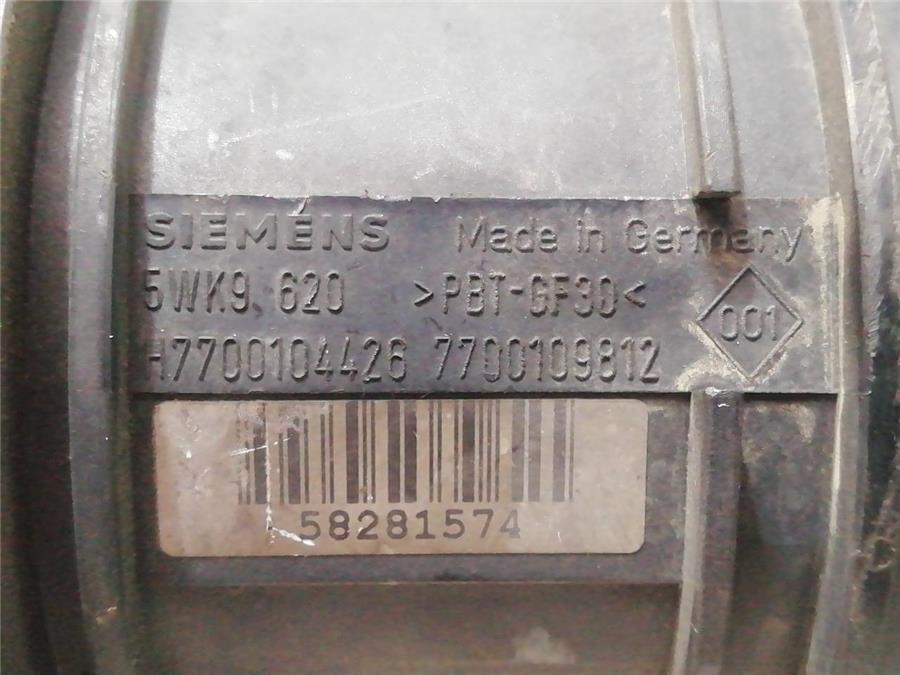 SIEMENS Made in Germany
5WK9 620 >PBT-GF30< 001
H7700104426 7700109812
58281574